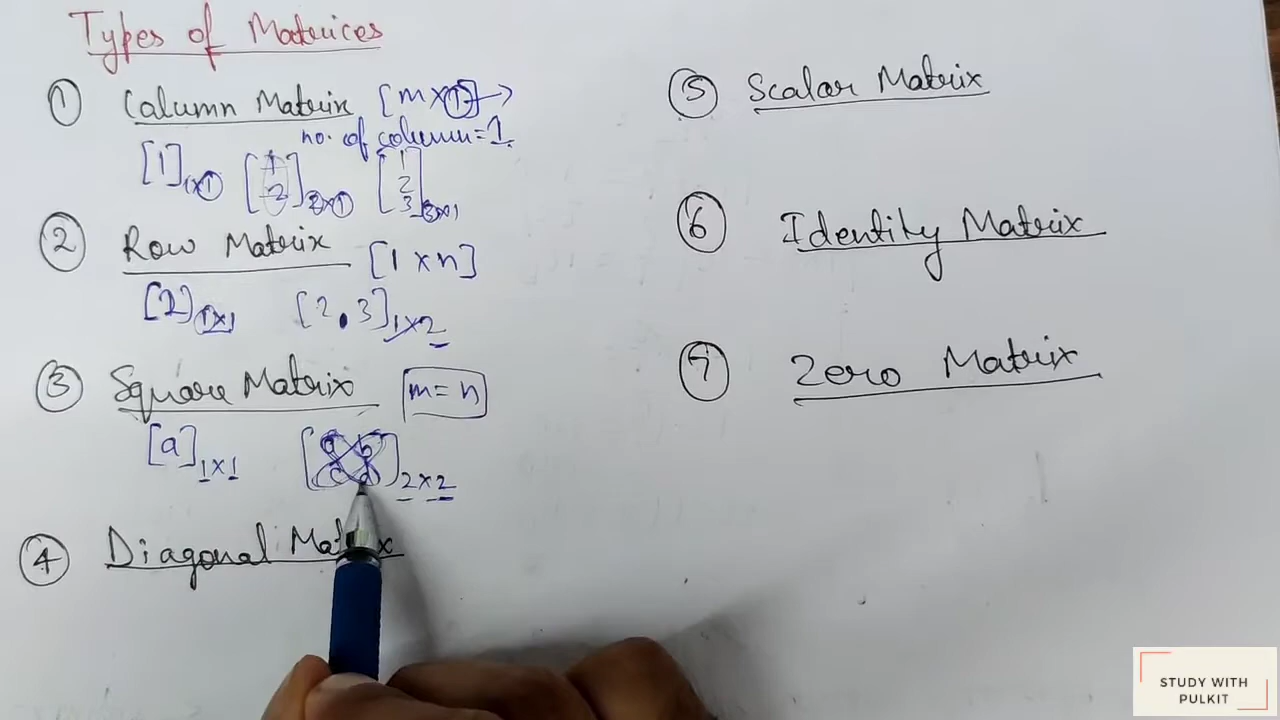 Types of Matrices
① Column Matrix [m×1]→
no. of column=1.
[1]1×1 [1 2]2×1 [1 2 3]3×1
② Row Matrix [1×n]
[2]1×1 [2,3]1×2
③ Square Matrix m=n
[a]1×1 [a b c d]2×2
④ Diagonal Matrix
⑤ Scalar Matrix
⑥ Identity Matrix
⑦ Zero Matrix
STUDY WITH
PULKIT